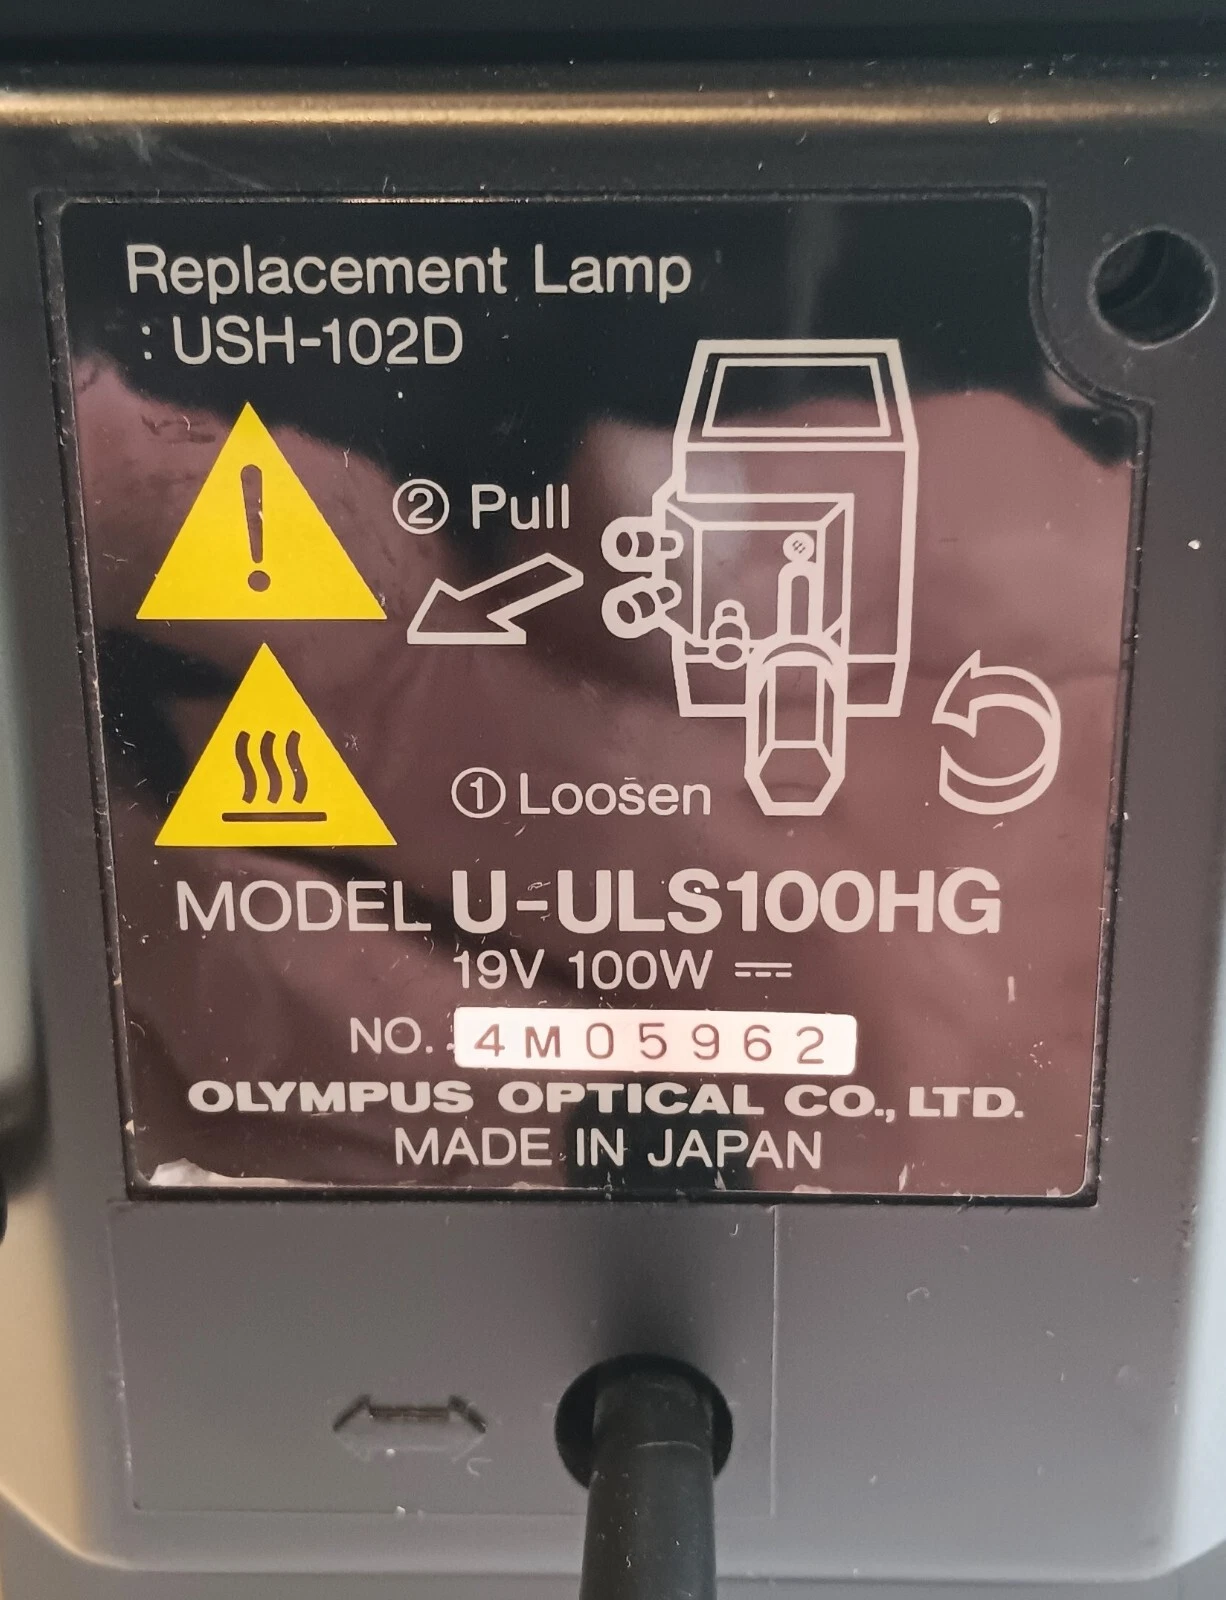 Replacement Lamp
: USH-102D
② Pull
① Loosen
MODEL U-ULS100HG
19V 100W ⎓
NO. 4M05962
OLYMPUS OPTICAL CO., LTD.
MADE IN JAPAN